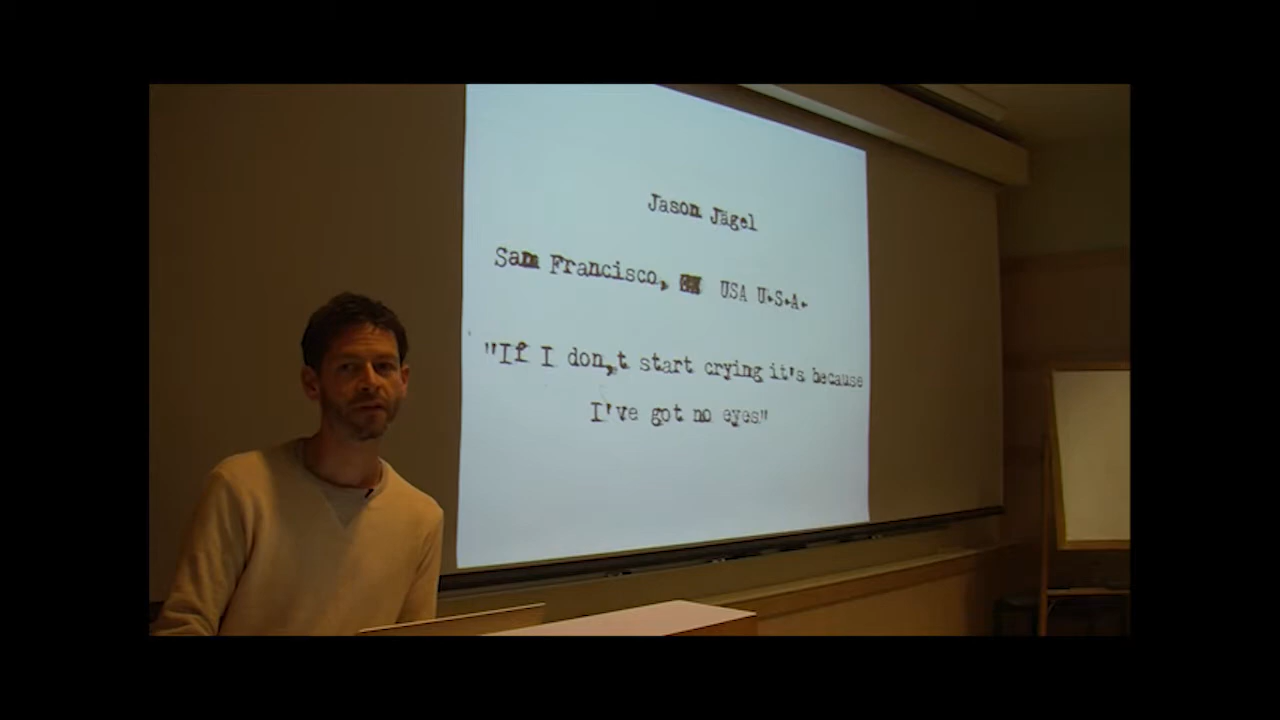 Jason Jägel
San Francisco, USA U.S.A.
"If I don,t start crying it's because
I've got no eyes"